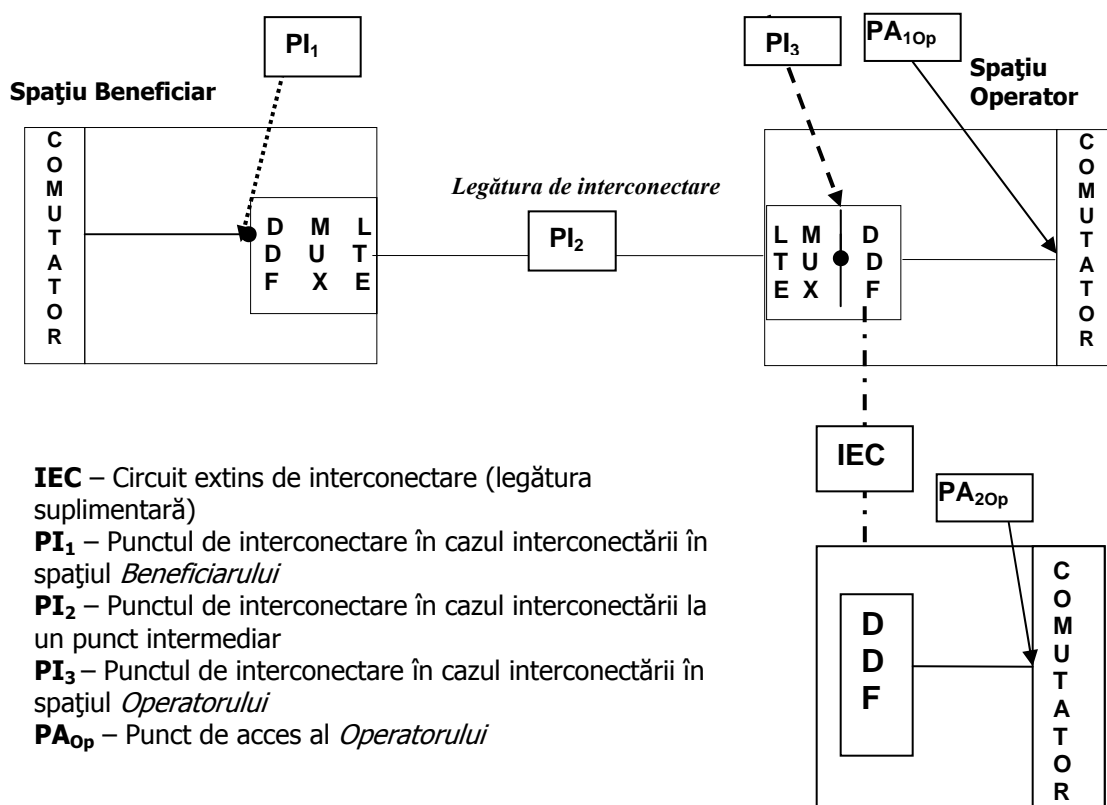 PI₁
PI₃
PA₁Op
Spaţiu Beneficiar
Spaţiu
Operator
COMUTATOR
DDF MUX LTE
Legătura de interconectare
PI₂
LTE MUX DDF
COMUTATOR
IEC
PA₂Op
DDF
COMUTATOR
IEC – Circuit extins de interconectare (legătura
suplimentară)
PI₁ – Punctul de interconectare în cazul interconectării în
spaţiul Beneficiarului
PI₂ – Punctul de interconectare în cazul interconectării la
un punct intermediar
PI₃ – Punctul de interconectare în cazul interconectării în
spaţiul Operatorului
PAOp – Punct de acces al Operatorului